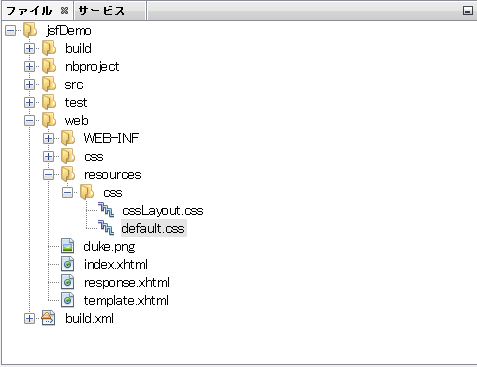 ファイル サービス
jsfDemo
build
nbproject
src
test
web
WEB-INF
css
resources
css
cssLayout.css
default.css
duke.png
index.xhtml
response.xhtml
template.xhtml
build.xml